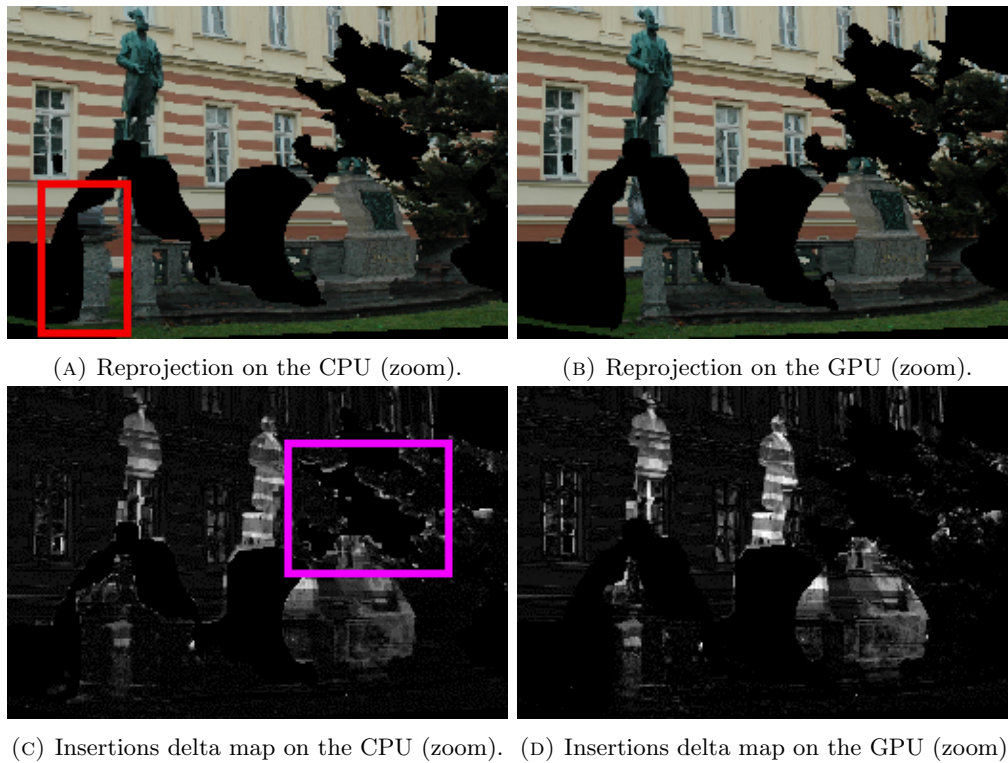 (A) Reprojection on the CPU (zoom).
(B) Reprojection on the GPU (zoom).
(C) Insertions delta map on the CPU (zoom).
(D) Insertions delta map on the GPU (zoom)